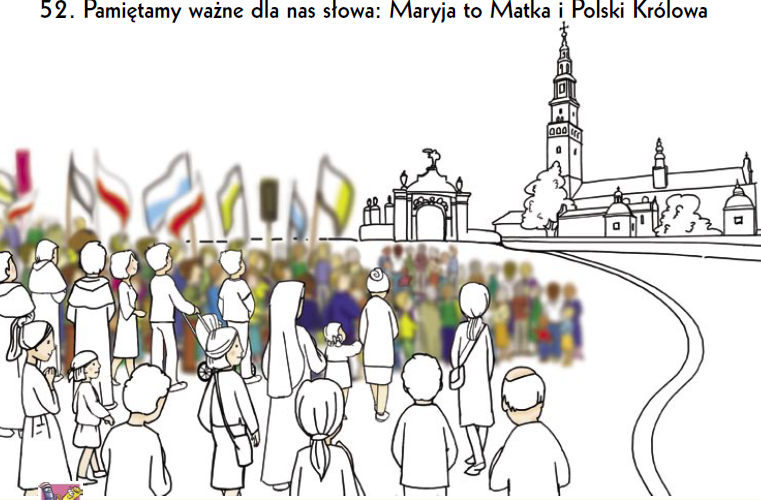 52. Pamiętamy ważne dla nas słowa: Maryja to Matka i Polski Królowa